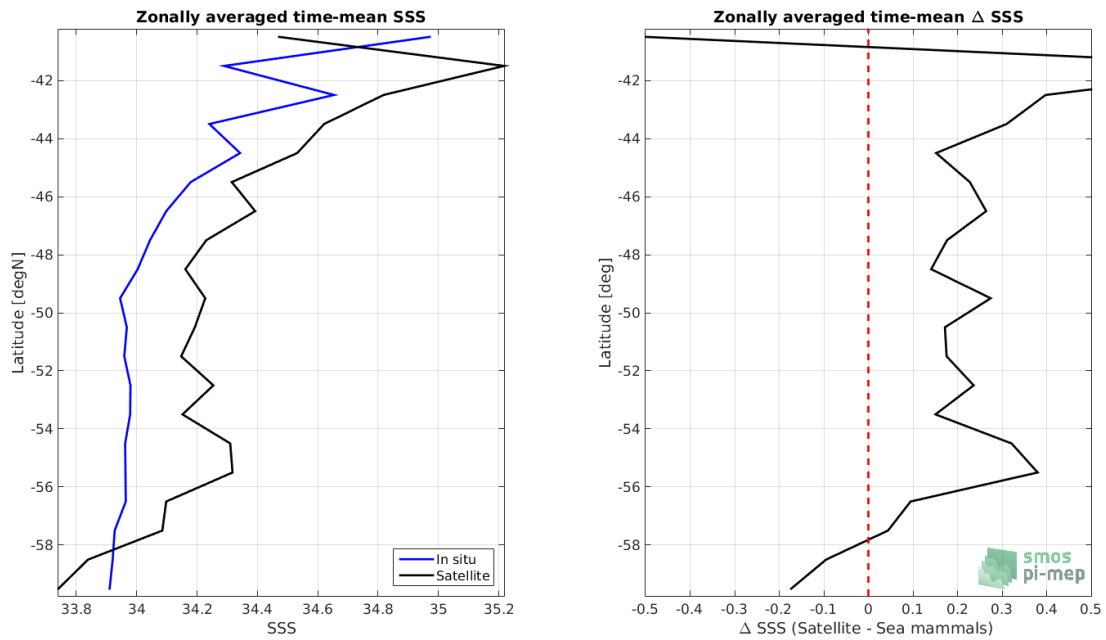 Zonally averaged time-mean SSS
Latitude [degN]
-42
-44
-46
-48
-50
-52
-54
-56
-58
33.8 34 34.2 34.4 34.6 34.8 35 35.2
SSS
In situ
Satellite
Zonally averaged time-mean Δ SSS
Latitude [deg]
-42
-44
-46
-48
-50
-52
-54
-56
-58
-0.5 -0.4 -0.3 -0.2 -0.1 0 0.1 0.2 0.3 0.4 0.5
Δ SSS (Satellite - Sea mammals)
smos
pi-mep